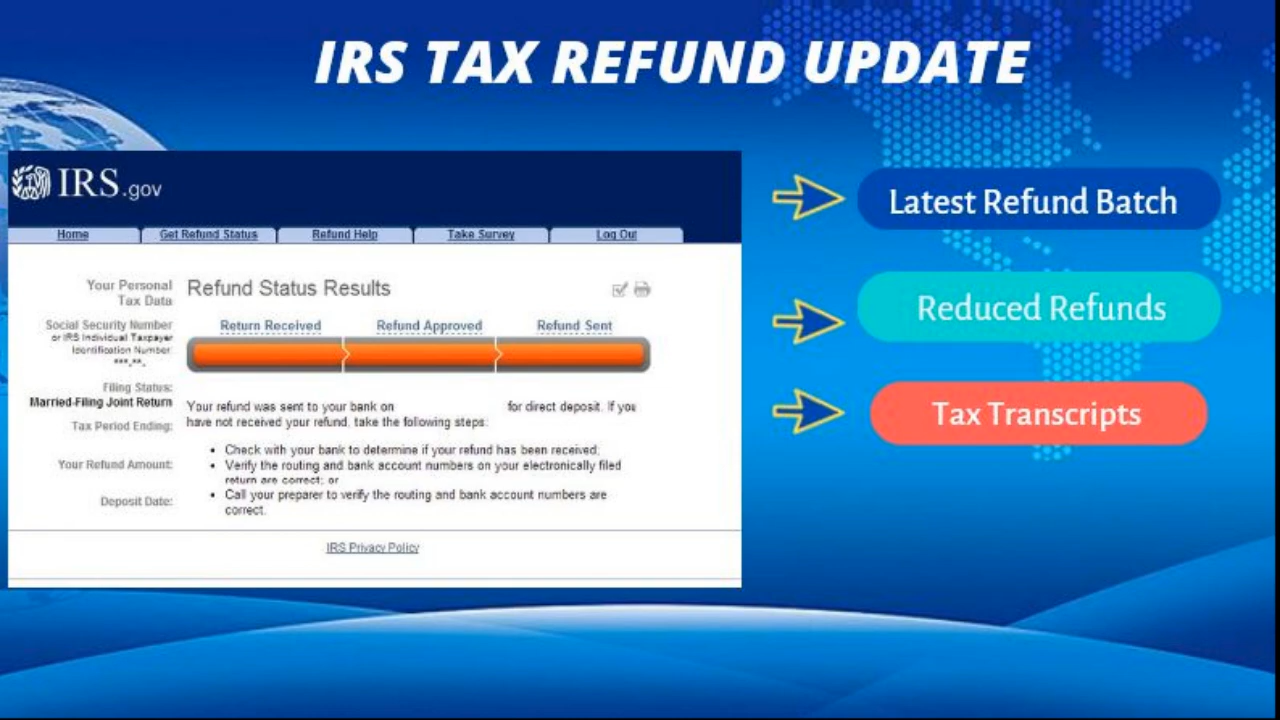 IRS TAX REFUND UPDATE
IRS.gov
Home
Get Refund Status
Refund Help
Take Survey
Log Out
Your Personal
Tax Data
Social Security Number
or IRS Individual Taxpayer
Identification Number:
***-**-
Filing Status:
Married-Filing Joint Return
Tax Period Ending:
Your Refund Amount:
Deposit Date:
Refund Status Results
Return Received
Refund Approved
Refund Sent
Your refund was sent to your bank on for direct deposit. If you
have not received your refund, take the following steps:
• Check with your bank to determine if your refund has been received;
• Verify the routing and bank account numbers on your electronically filed
return are correct; or
• Call your preparer to verify the routing and bank account numbers are
correct.
IRS Privacy Policy
Latest Refund Batch
Reduced Refunds
Tax Transcripts